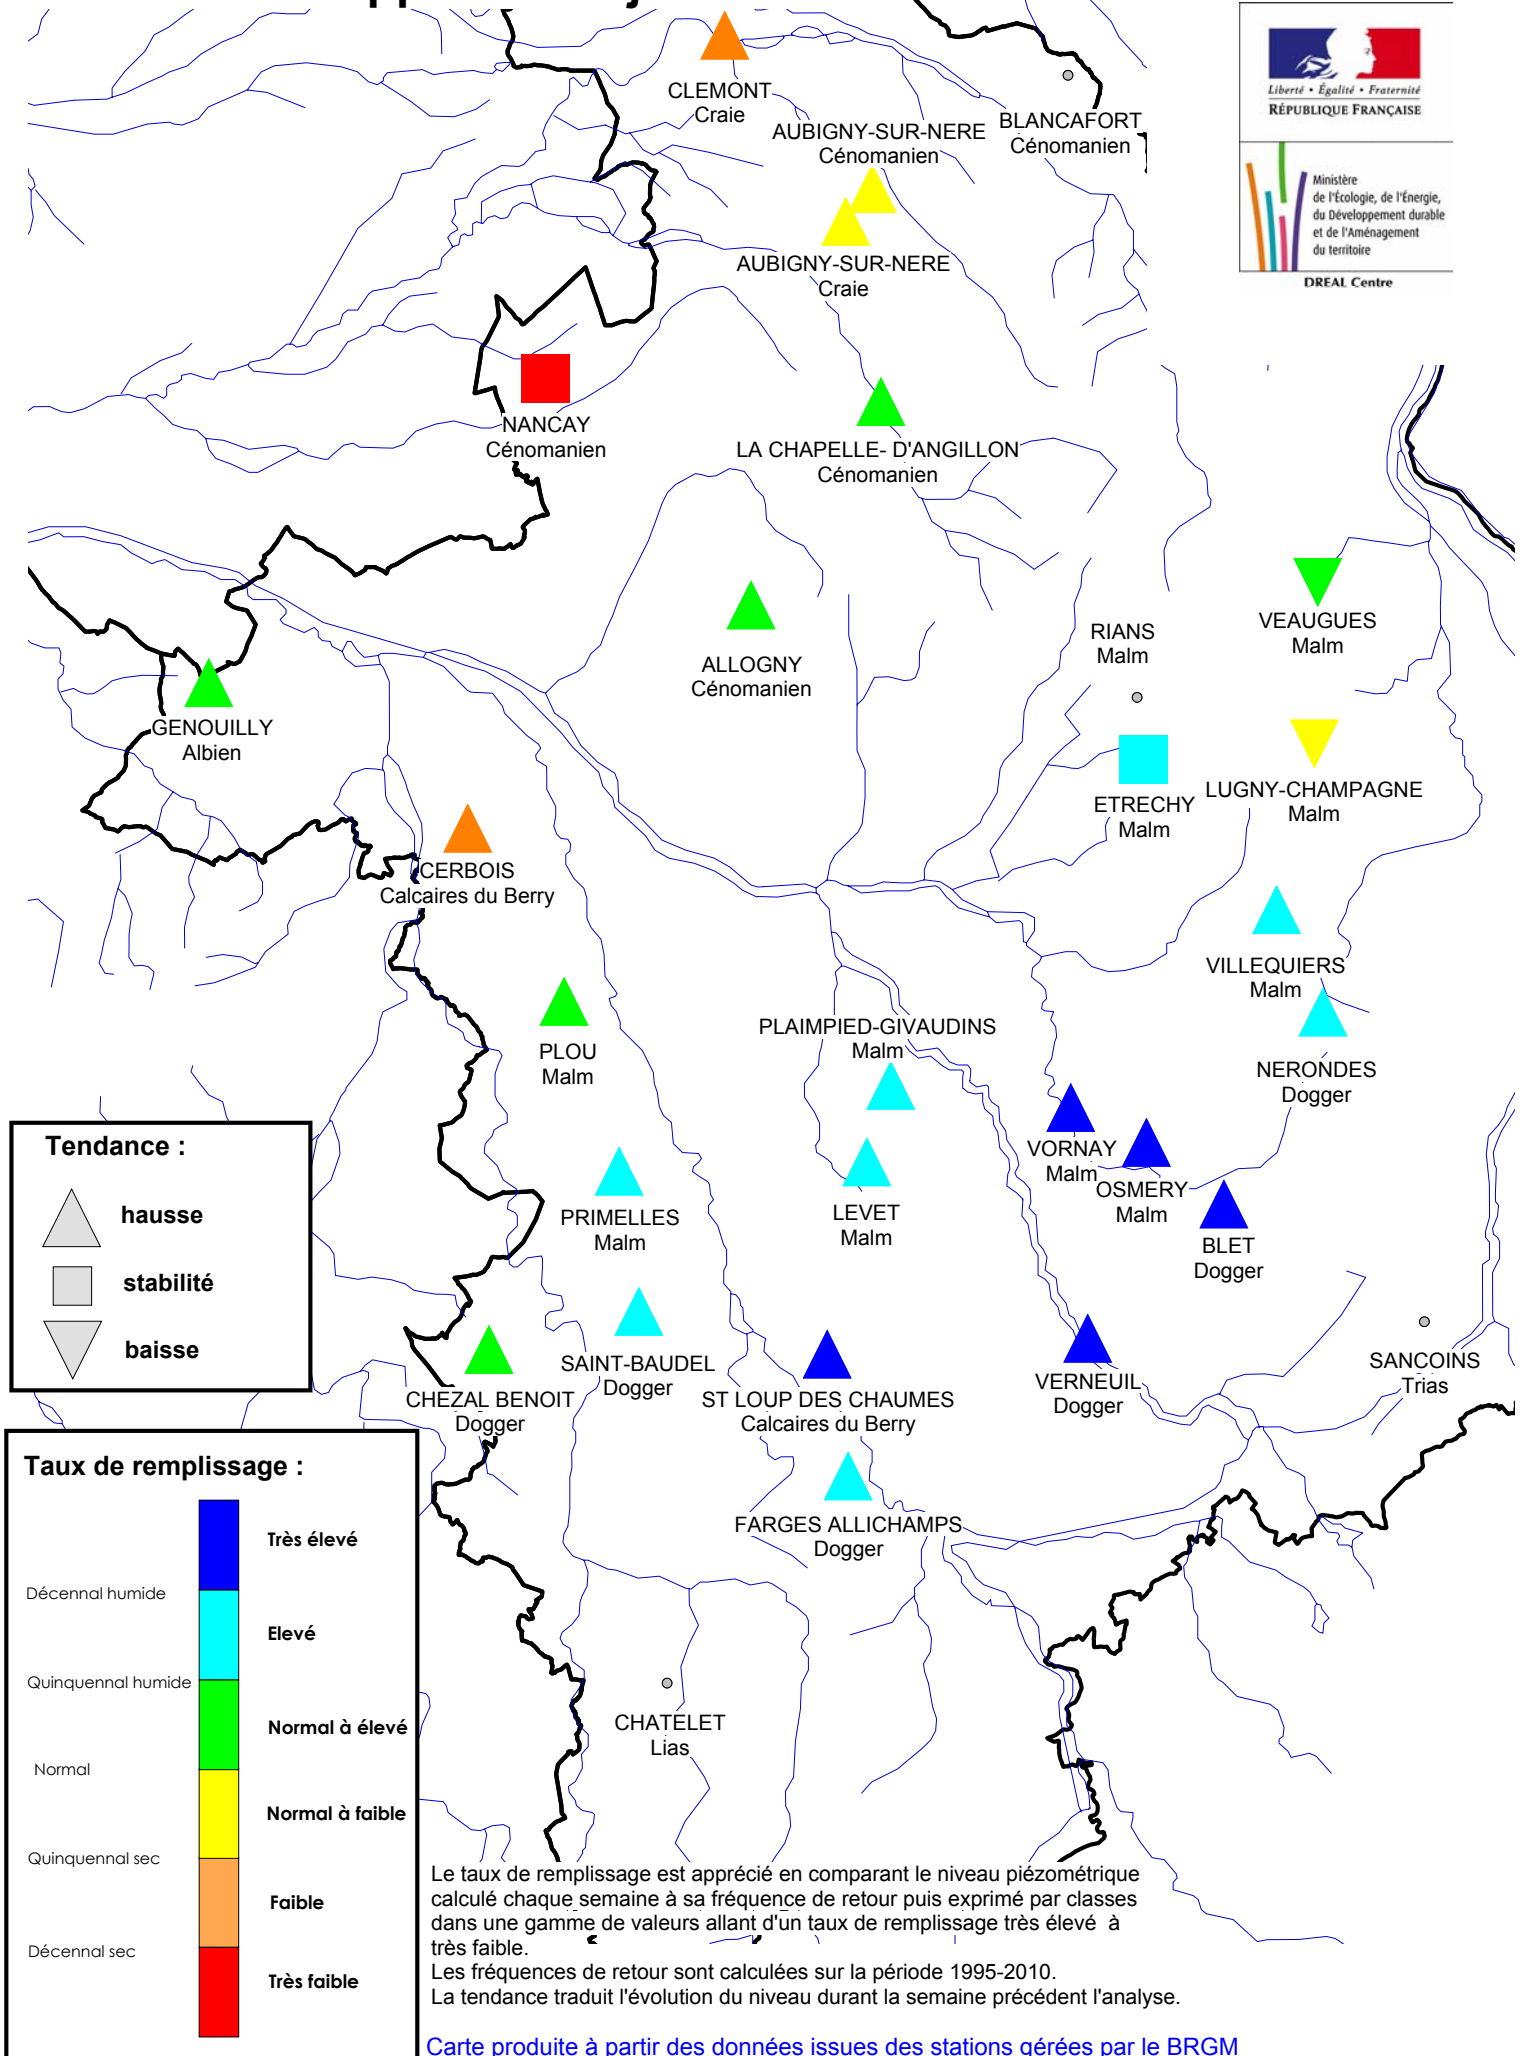 Liberté • Égalité • Fraternité
RÉPUBLIQUE FRANÇAISE
Ministère
de l'Écologie, de l'Énergie,
du Développement durable
et de l'Aménagement
du territoire
DREAL Centre
CLEMONT
Craie
AUBIGNY-SUR-NERE
Cénomanien
BLANCAFORT
Cénomanien
AUBIGNY-SUR-NERE
Craie
NANCAY
Cénomanien
LA CHAPELLE- D'ANGILLON
Cénomanien
VEAUGUES
Malm
RIANS
Malm
ALLOGNY
Cénomanien
GENOUILLY
Albien
LUGNY-CHAMPAGNE
Malm
ETRECHY
Malm
CERBOIS
Calcaires du Berry
VILLEQUIERS
Malm
PLAIMPIED-GIVAUDINS
Malm
PLOU
Malm
NERONDES
Dogger
VORNAY
Malm
OSMERY
Malm
PRIMELLES
Malm
LEVET
Malm
BLET
Dogger
SAINT-BAUDEL
Dogger
SANCOINS
Trias
CHEZAL BENOIT
Dogger
ST LOUP DES CHAUMES
Calcaires du Berry
VERNEUIL
Dogger
FARGES ALLICHAMPS
Dogger
CHATELET
Lias
Tendance :
hausse
stabilité
baisse
Taux de remplissage :
Très élevé
Décennal humide
Elevé
Quinquennal humide
Normal à élevé
Normal
Normal à faible
Quinquennal sec
Faible
Décennal sec
Très faible
Le taux de remplissage est apprécié en comparant le niveau piézométrique
calculé chaque semaine à sa fréquence de retour puis exprimé par classes
dans une gamme de valeurs allant d'un taux de remplissage très élevé à
très faible.
Les fréquences de retour sont calculées sur la période 1995-2010.
La tendance traduit l'évolution du niveau durant la semaine précédent l'analyse.
Carte produite à partir des données issues des stations gérées par le BRGM